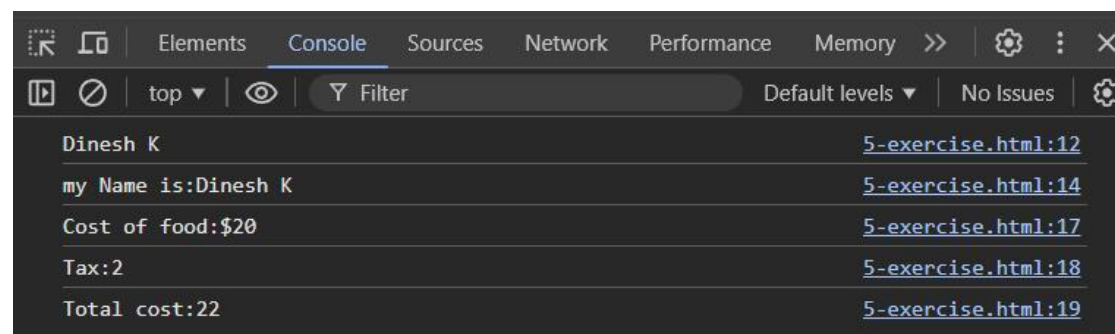 Elements Console Sources Network Performance Memory
top Filter Default levels No Issues
Dinesh K 5-exercise.html:12
my Name is:Dinesh K 5-exercise.html:14
Cost of food:$20 5-exercise.html:17
Tax:2 5-exercise.html:18
Total cost:22 5-exercise.html:19